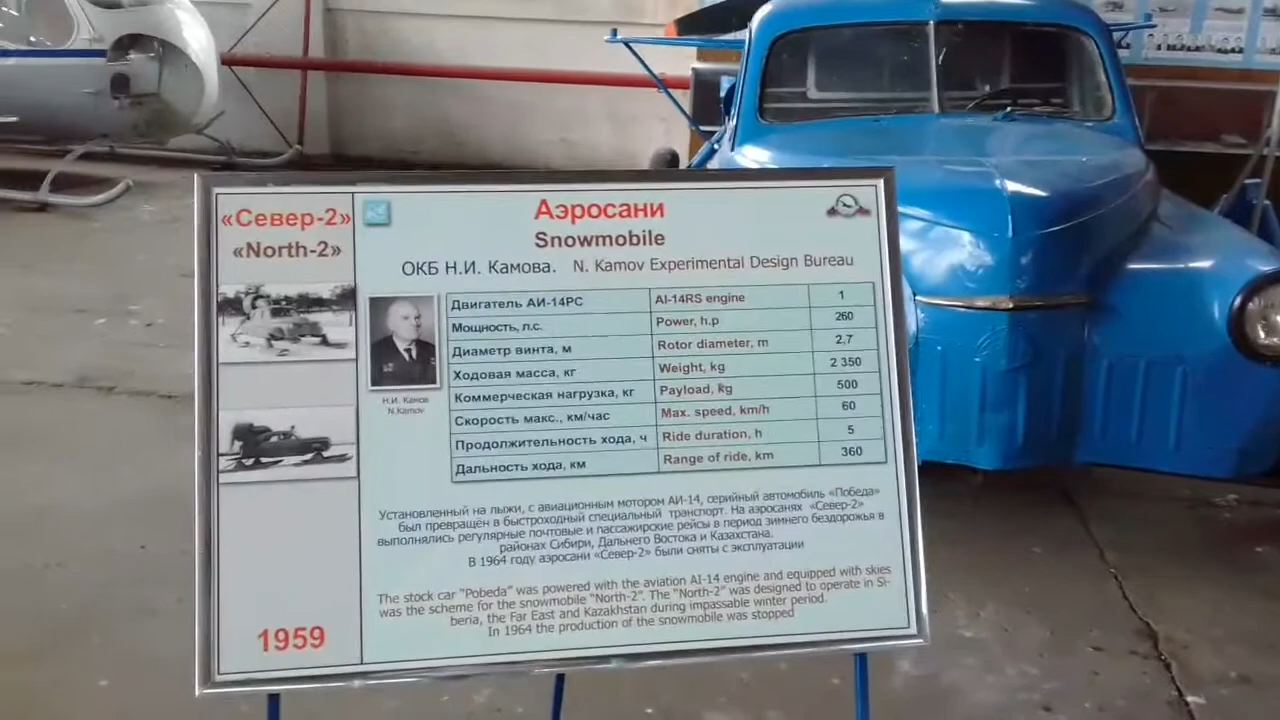 «Север-2»
«North-2»
1959
Аэросани
Snowmobile
ОКБ Н.И. Камова. N. Kamov Experimental Design Bureau
Н.И. Камов
N.Kamov
Двигатель АИ-14РС AI-14RS engine 1
Мощность, л.с. Power, h.p 260
Диаметр винта, м Rotor diameter, m 2,7
Ходовая масса, кг Weight, kg 2 350
Коммерческая нагрузка, кг Payload, kg 500
Скорость макс., км/час Max. speed, km/h 60
Продолжительность хода, ч Ride duration, h 5
Дальность хода, км Range of ride, km 360
Установленный на лыжи, с авиационным мотором АИ-14, серийный автомобиль «Победа»
был превращён в быстроходный специальный транспорт. На аэросанях «Север-2»
выполнялись регулярные почтовые и пассажирские рейсы в период зимнего бездорожья в
районах Сибири, Дальнего Востока и Казахстана.
В 1964 году аэросани «Север-2» были сняты с эксплуатации
The stock car "Pobeda" was powered with the aviation AI-14 engine and equipped with skies
was the scheme for the snowmobile "North-2". The "North-2" was designed to operate in Si-
beria, the Far East and Kazakhstan during impassable winter period.
In 1964 the production of the snowmobile was stopped